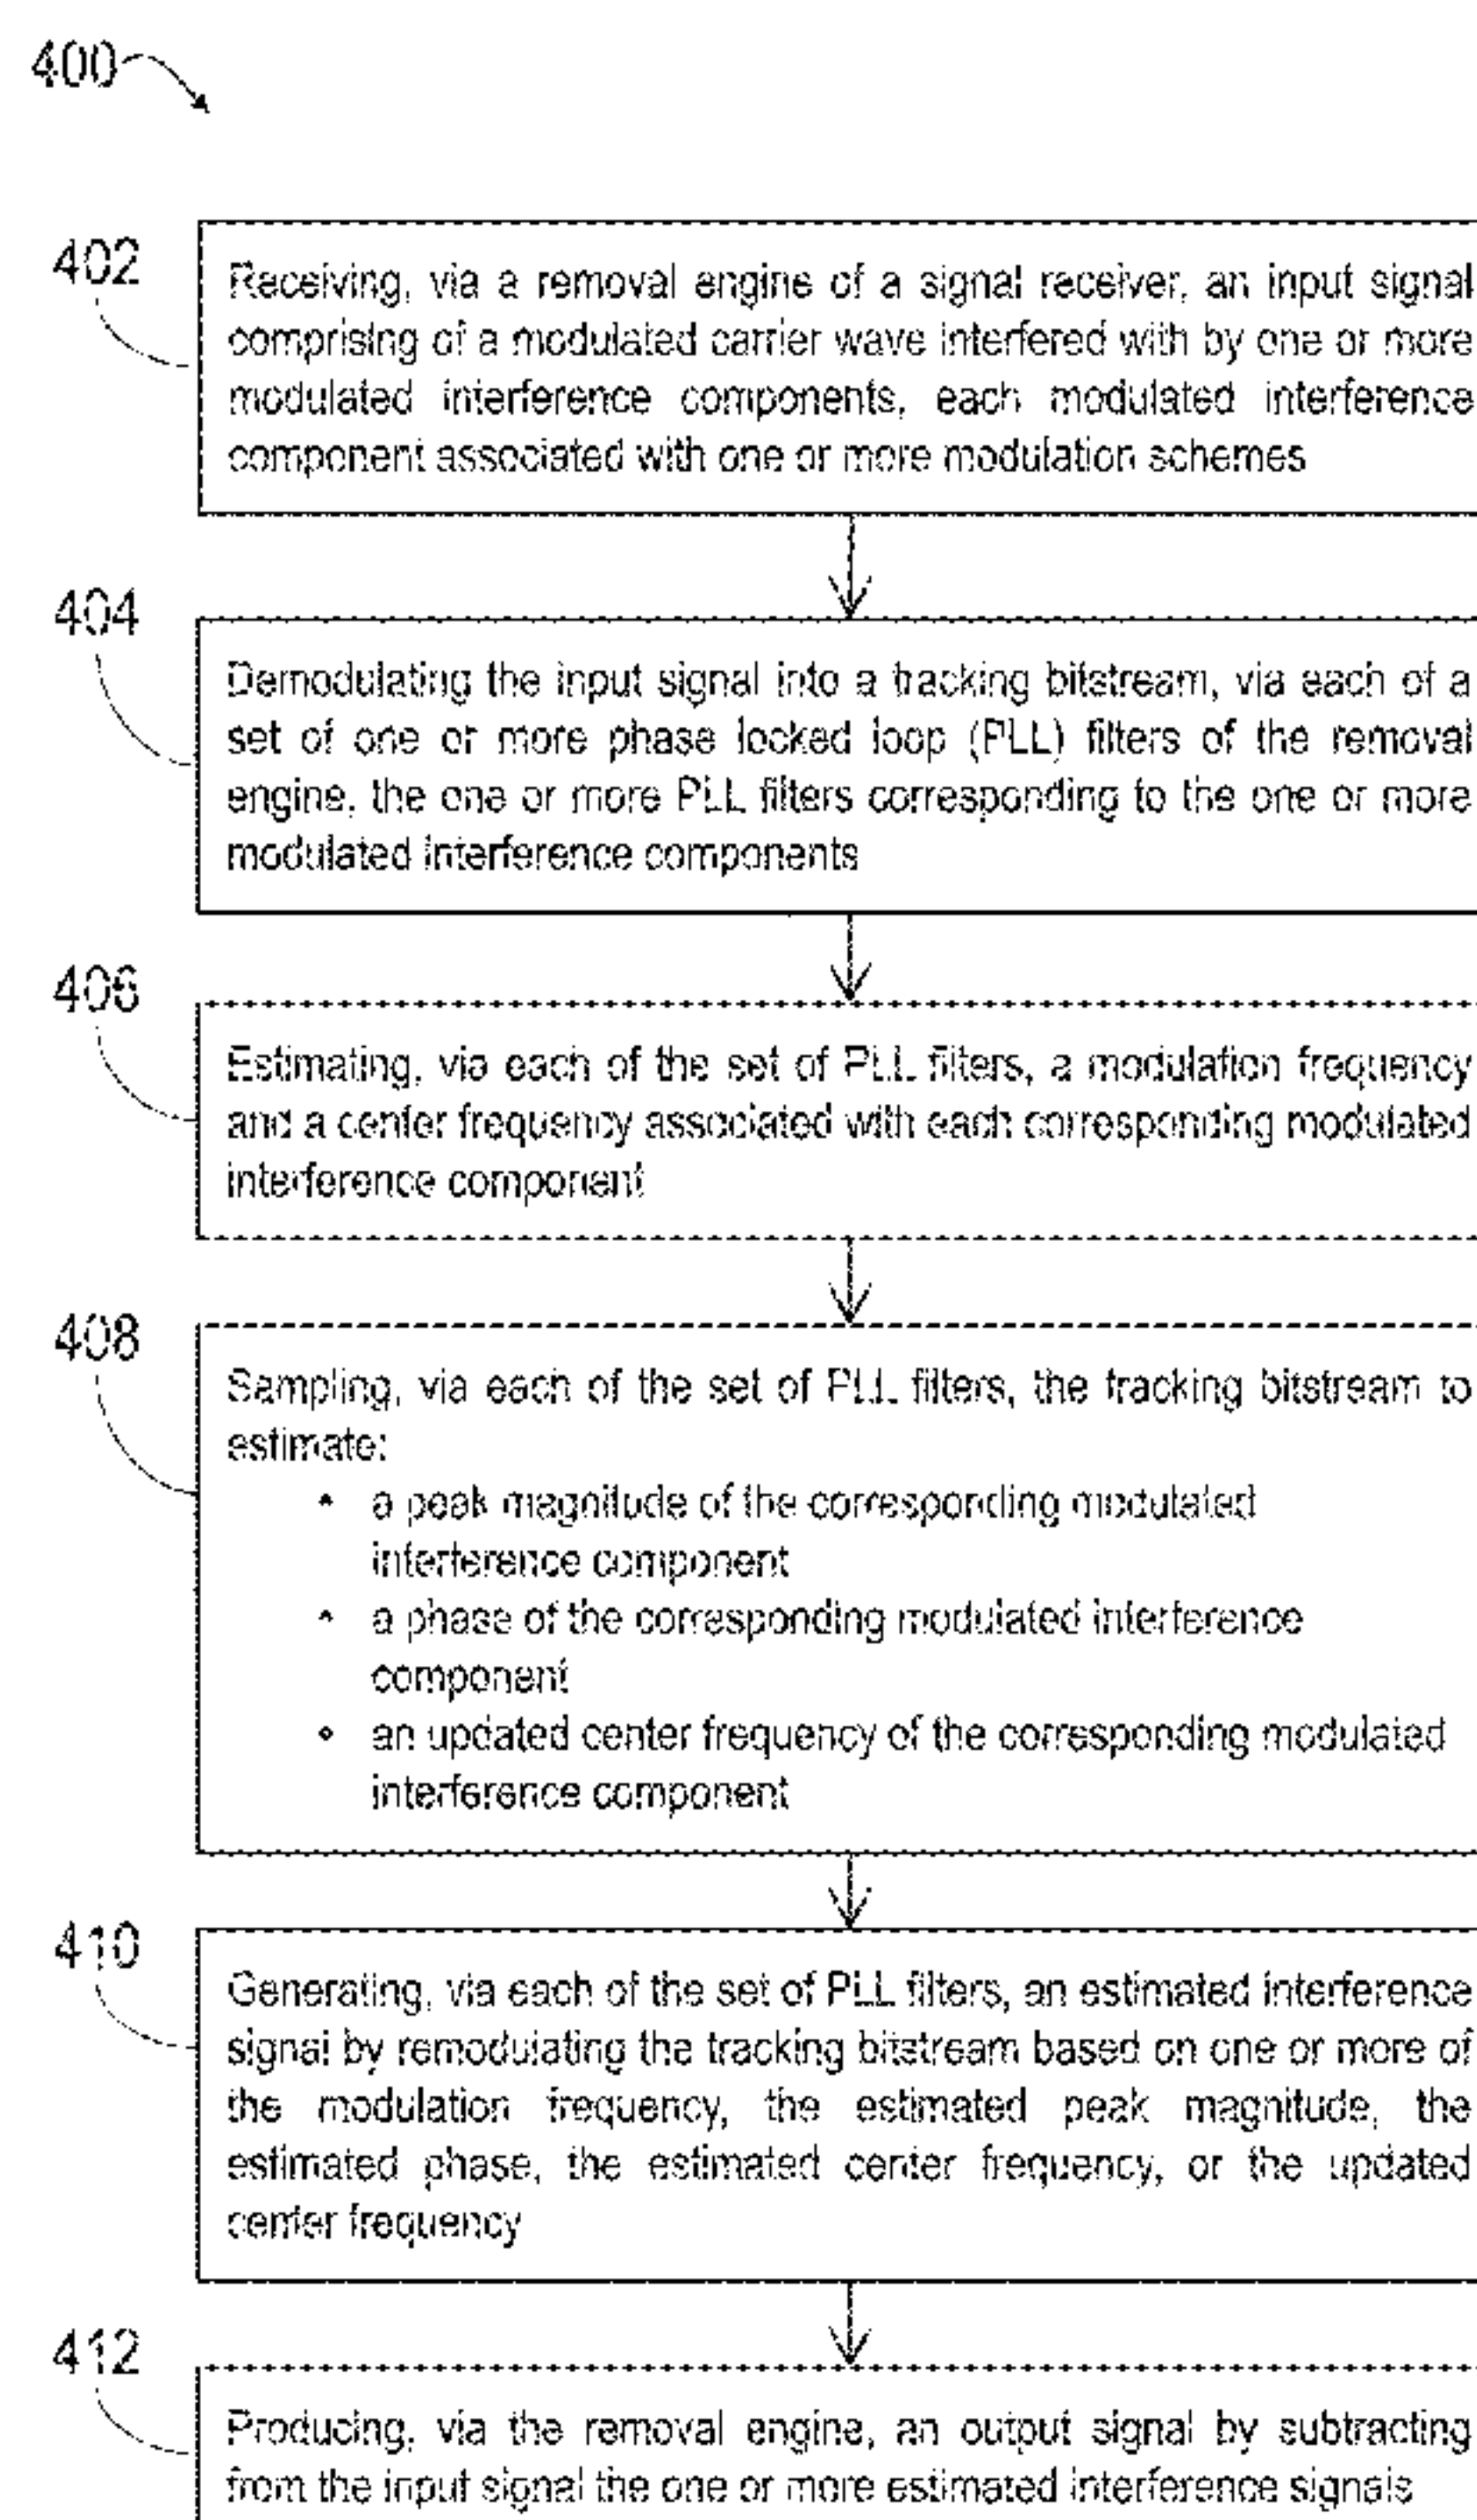 400
402
Receiving, via a removal engine of a signal receiver, an input signal
comprising of a modulated carrier wave interfered with by one or more
modulated interference components, each modulated interference
component associated with one or more modulation schemes
404
Demodulating the input signal into a tracking bitstream, via each of a
set of one or more phase locked loop (PLL) filters of the removal
engine, the one or more PLL filters corresponding to the one or more
modulated interference components
406
Estimating, via each of the set of PLL filters, a modulation frequency
and a center frequency associated with each corresponding modulated
interference component
408
Sampling, via each of the set of PLL filters, the tracking bitstream to
estimate:
• a peak magnitude of the corresponding modulated
interference component
• a phase of the corresponding modulated interference
component
• an updated center frequency of the corresponding modulated
interference component
410
Generating, via each of the set of PLL filters, an estimated interference
signal by remodulating the tracking bitstream based on one or more of
the modulation frequency, the estimated peak magnitude, the
estimated phase, the estimated center frequency, or the updated
center frequency
412
Producing, via the removal engine, an output signal by subtracting
from the input signal the one or more estimated interference signals